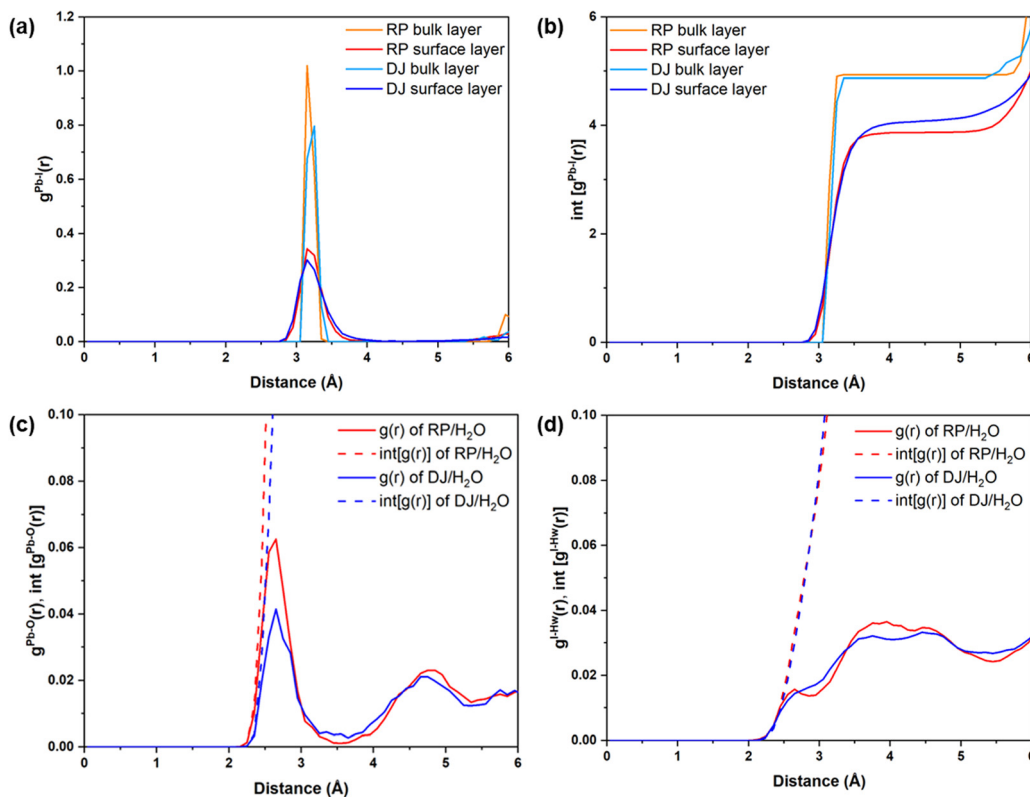 (a)
1.2
1.0
0.8
0.6
0.4
0.2
0.0
g^Pb-I(r)
RP bulk layer
RP surface layer
DJ bulk layer
DJ surface layer
0 1 2 3 4 5 6
Distance (Å)
(b)
6
4
2
0
int [g^Pb-I(r)]
RP bulk layer
RP surface layer
DJ bulk layer
DJ surface layer
0 1 2 3 4 5 6
Distance (Å)
(c)
0.10
0.08
0.06
0.04
0.02
0.00
g^Pb-O(r), int [g^Pb-O(r)]
g(r) of RP/H₂O
int[g(r)] of RP/H₂O
g(r) of DJ/H₂O
int[g(r)] of DJ/H₂O
0 1 2 3 4 5 6
Distance (Å)
(d)
0.10
0.08
0.06
0.04
0.02
0.00
g^I-Hw(r), int [g^I-Hw(r)]
g(r) of RP/H₂O
int[g(r)] of RP/H₂O
g(r) of DJ/H₂O
int[g(r)] of DJ/H₂O
0 1 2 3 4 5 6
Distance (Å)